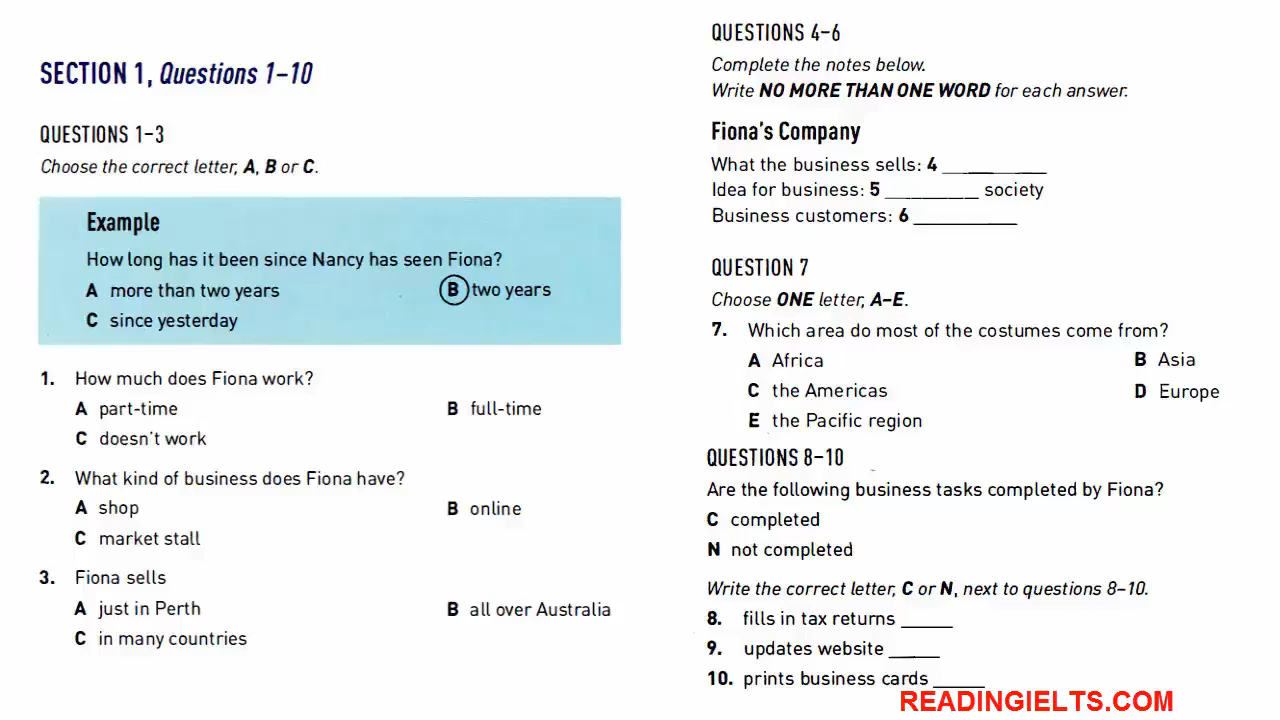 SECTION 1, Questions 1–10
QUESTIONS 1–3
Choose the correct letter, A, B or C.
Example
How long has it been since Nancy has seen Fiona?
A more than two years
B two years
C since yesterday
1. How much does Fiona work?
A part-time
B full-time
C doesn't work
2. What kind of business does Fiona have?
A shop
B online
C market stall
3. Fiona sells
A just in Perth
B all over Australia
C in many countries
QUESTIONS 4–6
Complete the notes below.
Write NO MORE THAN ONE WORD for each answer.
Fiona's Company
What the business sells: 4 __________
Idea for business: 5 _________ society
Business customers: 6 __________
QUESTION 7
Choose ONE letter, A–E.
7. Which area do most of the costumes come from?
A Africa
B Asia
C the Americas
D Europe
E the Pacific region
QUESTIONS 8–10
Are the following business tasks completed by Fiona?
C completed
N not completed
Write the correct letter, C or N, next to questions 8–10.
8. fills in tax returns _____
9. updates website _____
10. prints business cards _____
READINGIELTS.COM